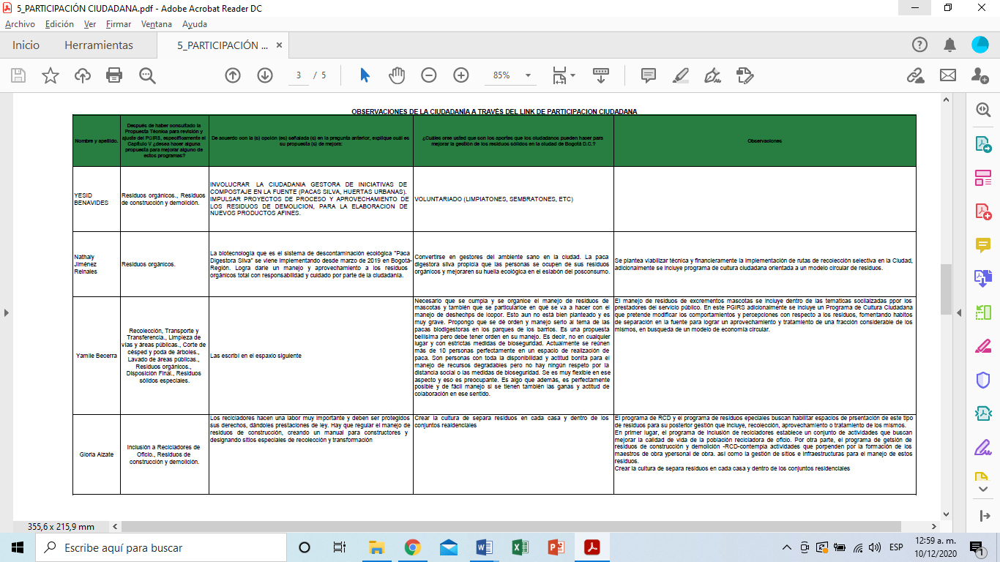 5_PARTICIPACIÓN CIUDADANA.pdf - Adobe Acrobat Reader DC
Archivo Edición Ver Firmar Ventana Ayuda
Inicio Herramientas 5_PARTICIPACIÓN ... ×
3 / 5 85%
OBSERVACIONES DE LA CIUDADANÍA A TRAVÉS DEL LINK DE PARTICIPACION CIUDADANA
Nombre y apellido.
Después de haber consultado la
Propuesta Técnica para revisión y
ajuste del PGIRS, específicamente el
Capítulo V ¿desea hacer alguna
propuesta para mejorar alguno de
estos programas?
De acuerdo con la (s) opción (es) señalada (s) en la pregunta anterior, explique cuál es
su propuesta (s) de mejora:
¿Cuáles cree usted que son los aportes que los ciudadanos pueden hacer para
mejorar la gestión de los residuos sólidos en la ciudad de Bogotá D.C.?
Observaciones
YESID
BENAVIDES
Residuos orgánicos., Residuos
de construcción y demolición.
INVOLUCRAR LA CIUDADANIA GESTORA DE INICIATIVAS DE
COMPOSTAJE EN LA FUENTE (PACAS SILVA, HUERTAS URBANAS).
IMPULSAR PROYECTOS DE PROCESO Y APROVECHAMIENTO DE
LOS RESIDUOS DE DEMOLICION, PARA LA ELABORACION DE
NUEVOS PRODUCTOS AFINES.
VOLUNTARIADO (LIMPIATONES, SEMBRATONES, ETC)
Nathaly
Jiménez
Reinales
Residuos orgánicos.
La biotecnología que es el sistema de descontaminación ecológica "Paca
Digestora Silva" se viene implementando desde marzo de 2019 en Bogotá-
Región. Logra darle un manejo y aprovechamiento a los residuos
orgánicos total con responsabilidad y cuidado por parte de la ciudadanía.
Convertirse en gestores del ambiente sano en la ciudad. La paca
digestora silva propicia que las personas se ocupen de sus residuos
orgánicos y mejoraren su huella ecológica en el eslabón del posconsumo.
Se plantea viabilizar técnica y financieramente la implementación de rutas de recolección selectiva en la Ciudad,
adicionalmente se incluye programa de cultura ciudadana orientada a un modelo circular de residuos.
Yamile Becerra
Recolección, Transporte y
Transferencia., Limpieza de
vías y áreas públicas., Corte de
césped y poda de árboles.,
Lavado de áreas públicas.,
Residuos orgánicos.,
Disposición Final., Residuos
sólidos especiales.
Las escribí en el espaxio siguiente
Necesario que se cumpla y se organice el manejo de residuos de
mascotas y también que se particularice en qué se va a hacer con el
manejo de deshechps de icopor. Esto aun no está bien planteado y es
muy grave. Propongo que se dé orden y manejo serio al tema de las
pacas biodigestoras en los parques de los barrios. Es una propuesta
bellísima pero debe tener orden en su manejo. Es decir, no en cualquier
lugar y con estrictas medidas de bioseguridad. Actualmente se reúnen
más de 10 personas perfectamente en un espacio de realización de
paca. Son personas con toda la disponibilidad y actitud bonita para el
manejo de recursos degradables pero no hay ningún respeto por la
distancia social o las medidas de bioseguridad. Se es muy flexible en ese
aspecto y eso es preocupante. Es algo que además, es perfectamente
posible y de fácil manejo si se tienen también las ganas y actitud de
colaboración en ese sentido.
El manejo de residuos de excrementos mascotas se incluye dentro de las tematicas socilaizadas ppor los
prestadores del servicio público. En este PGIRS adicionalmente se incluye un Programa de Cultura Ciudadana
que pretende modificar los comportamientos y percepciones con respecto a los residuos, fomentando habitos
de separación en la fuente para lograr un aprovechamiento y tratamiento de una fracción considerable de los
mismos, en busqueda de un modelo de economía circular.
Gloria Alzate
Inclusión a Recicladores de
Oficio., Residuos de
construcción y demolición.
Los recicladores hacen una labor muy importante y deben ser protegidos
sus derechos, dándoles prestaciones de ley. Hay que regular el manejo de
residuos de construcción, creando un manual para constructores y
designando sitios especiales de recolección y transformación
Crear la cultura de separa residuos en cada casa y dentro de los
conjuntos realdenciales
El programa de RCD y el programa de residuos epeciales buscan habilitar espacios de prsentación de este tipo
de residuos para su posterior gestión que incluye, recolección, aprovechamiento o tratamiento de los mismos.
En primer lugar, el programa de inclusión de recicladores establece un conjunto de actividades que buscan
mejorar la calidad de vida de la población recicladora de oficio. Por otra parte, el programa de getsión de
residuos de construcción y demolición -RCD-contempla actividades que porpenden por la formación de los
maestros de obra ypersonal de obra. así como la gestión de sitios e infraestructuras para el manejo de estos
residuos.
Crear la cultura de separa residuos en cada casa y dentro de los conjuntos residenciales
355,6 x 215,9 mm
Escribe aquí para buscar
ESP
12:59 a. m.
10/12/2020
1